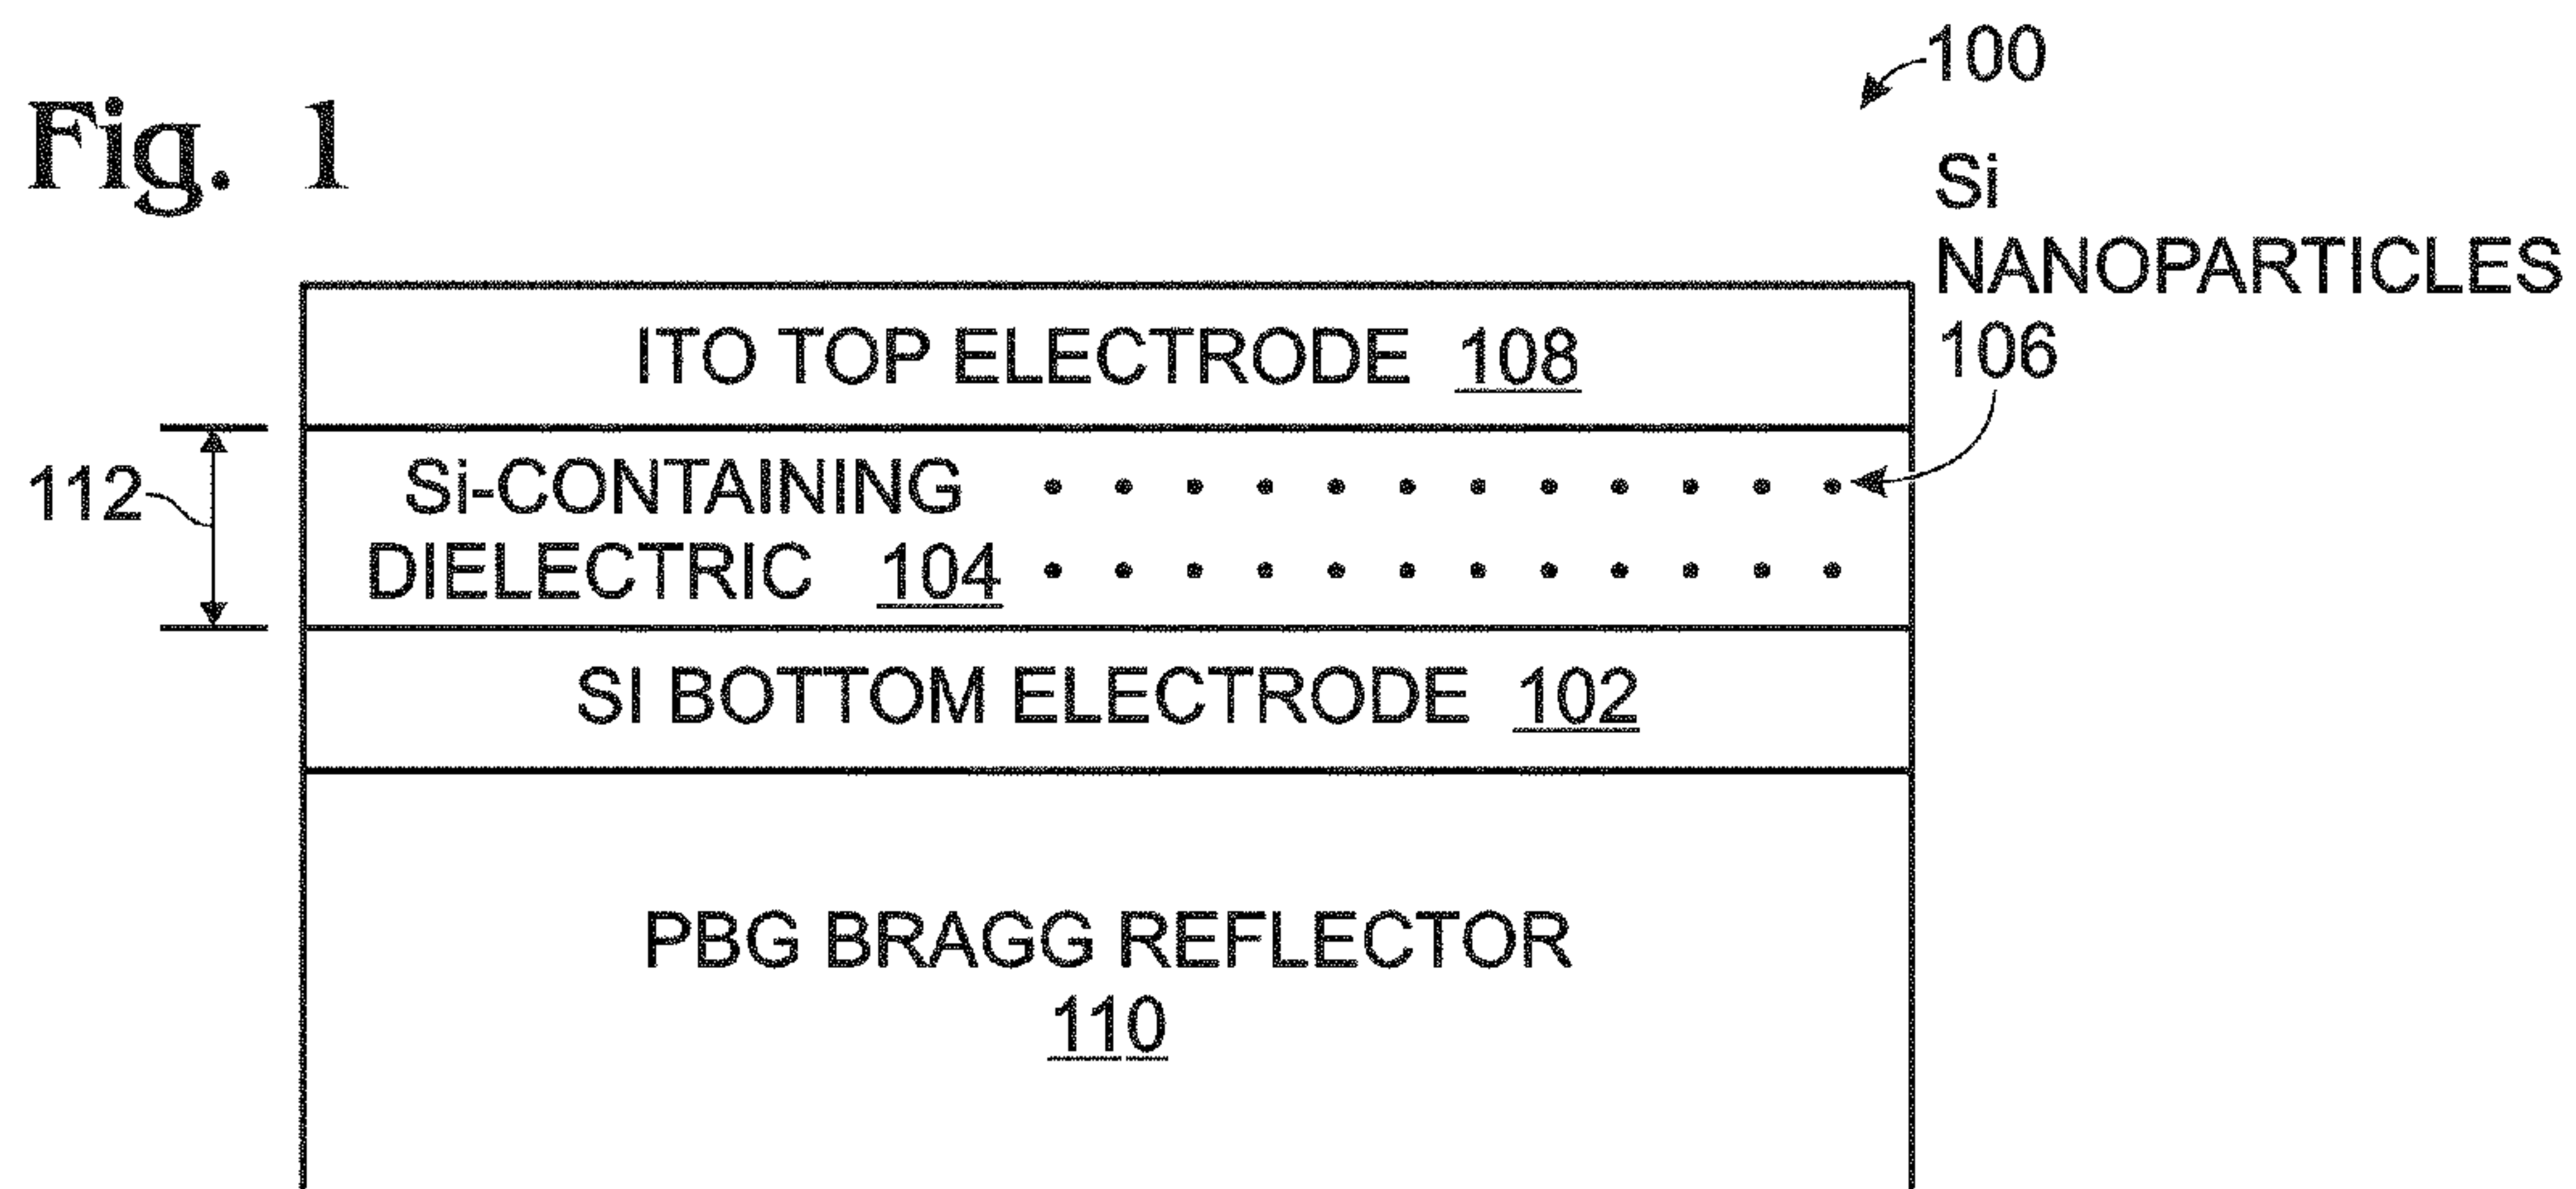 Fig. 1
100
Si
NANOPARTICLES
106
ITO TOP ELECTRODE 108
112
Si-CONTAINING
DIELECTRIC 104
SI BOTTOM ELECTRODE 102
PBG BRAGG REFLECTOR
110